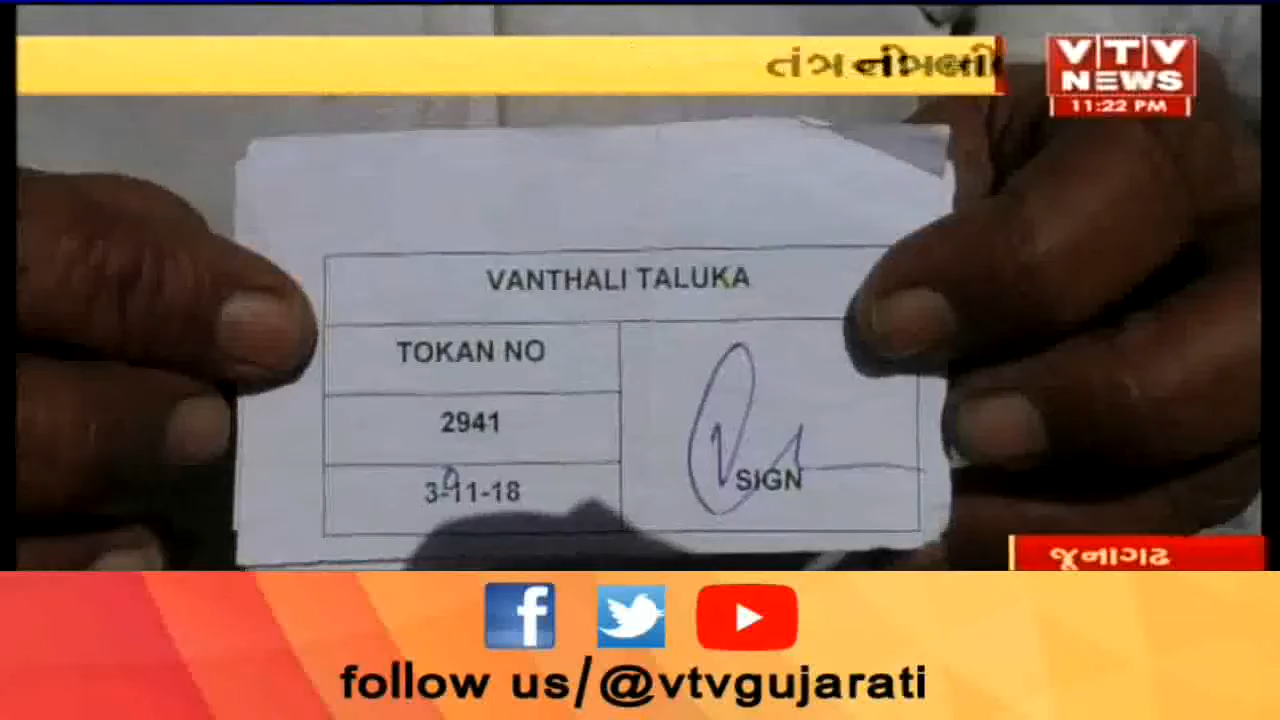 VTV
NEWS
11:22 PM
VANTHALI TALUKA
TOKAN NO
2941
3-11-18
SIGN
જૂનાગઢ
follow us/@vtvgujarati